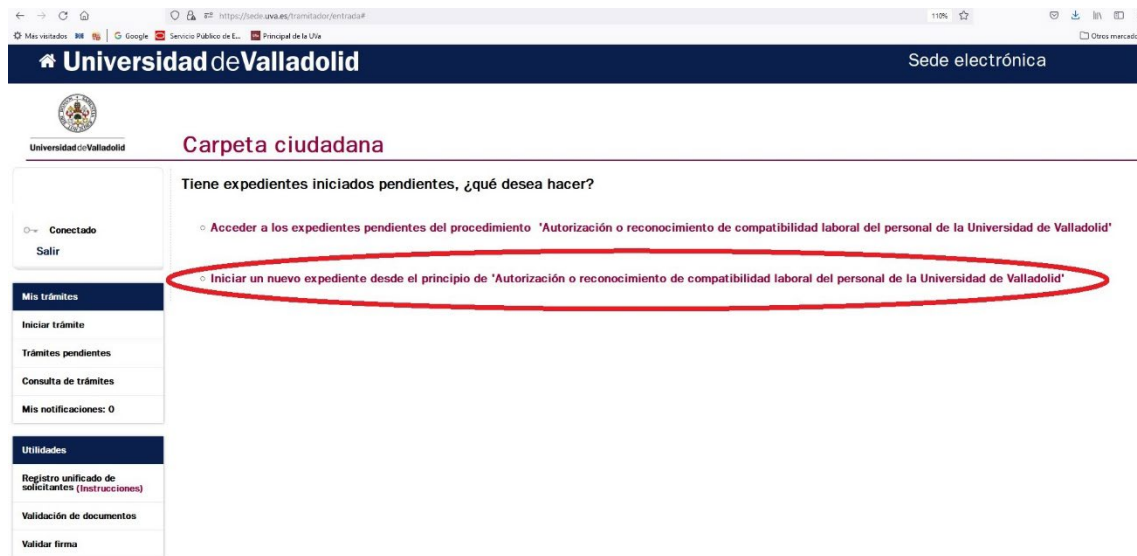 https://sede.uva.es/tramitador/entrada#
110%
Más visitados
G Google
Servicio Público de E...
Principal de la UVa
Otros marcado
Universidad de Valladolid
Sede electrónica
Universidad de Valladolid
Carpeta ciudadana
Tiene expedientes iniciados pendientes, ¿qué desea hacer?
Conectado
Salir
Acceder a los expedientes pendientes del procedimiento 'Autorización o reconocimiento de compatibilidad laboral del personal de la Universidad de Valladolid'
Iniciar un nuevo expediente desde el principio de 'Autorización o reconocimiento de compatibilidad laboral del personal de la Universidad de Valladolid'
Mis trámites
Iniciar trámite
Trámites pendientes
Consulta de trámites
Mis notificaciones: 0
Utilidades
Registro unificado de
solicitantes (Instrucciones)
Validación de documentos
Validar firma